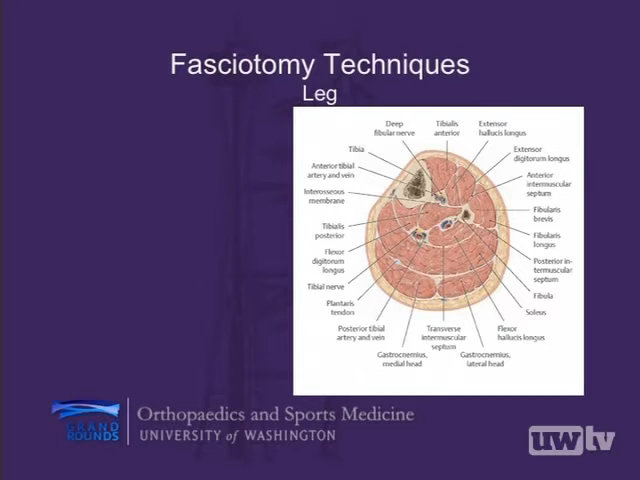 Fasciotomy Techniques
Leg
Deep
fibular nerve
Tibialis
anterior
Extensor
hallucis longus
Tibia
Extensor
digitorum longus
Anterior tibial
artery and vein
Anterior
intermuscular
septum
Interosseous
membrane
Fibularis
brevis
Tibialis
posterior
Fibularis
longus
Flexor
digitorum
longus
Posterior in-
termuscular
septum
Tibial nerve
Fibula
Plantaris
tendon
Soleus
Posterior tibial
artery and vein
Transverse
intermuscular
septum
Flexor
hallucis longus
Gastrocnemius,
medial head
Gastrocnemius,
lateral head
GRAND
ROUNDS
Orthopaedics and Sports Medicine
UNIVERSITY of WASHINGTON
uwtv